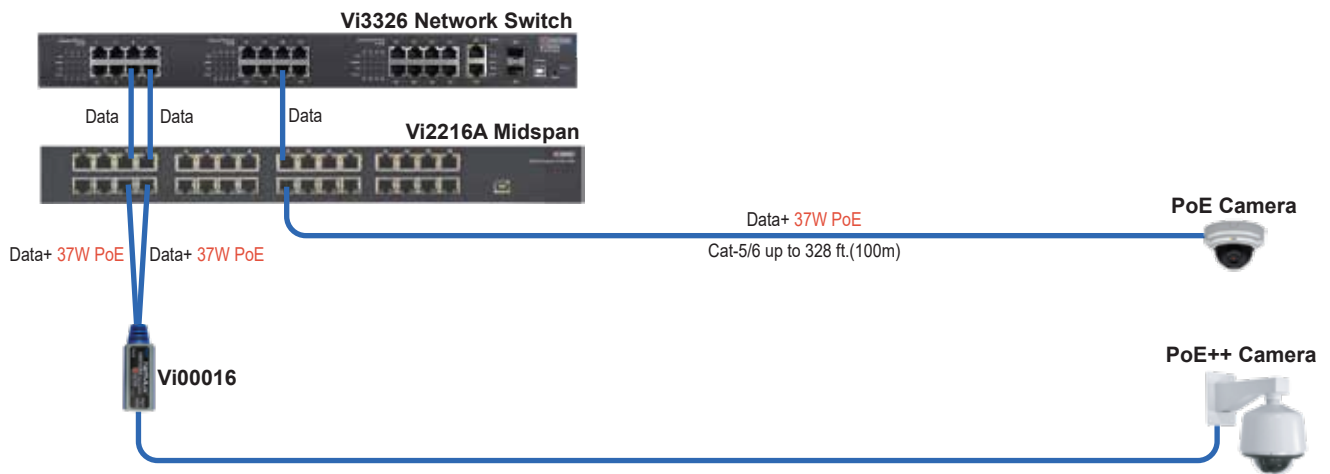 Vi3326 Network Switch
Data
Data
Data
Vi2216A Midspan
Data+ 37W PoE
Cat-5/6 up to 328 ft.(100m)
PoE Camera
Data+ 37W PoE
Data+ 37W PoE
Vi00016
PoE++ Camera